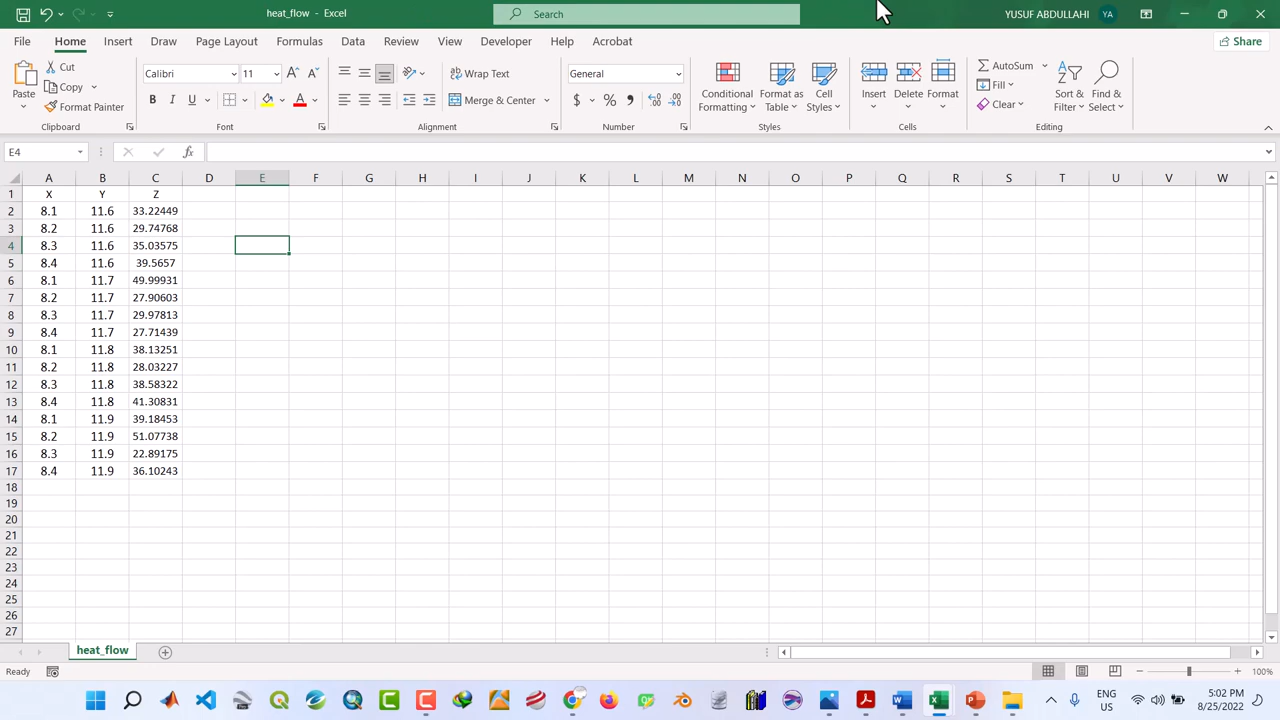 heat_flow - Excel
Search
YUSUF ABDULLAHI
YA
File Home Insert Draw Page Layout Formulas Data Review View Developer Help Acrobat
Share
Paste
Cut
Copy
Format Painter
Clipboard
Calibri 11
B I U
Font
Wrap Text
Merge & Center
Alignment
General
$ % ,
Number
Conditional Formatting
Format as Table
Cell Styles
Styles
Insert Delete Format
Cells
AutoSum
Fill
Clear
Sort & Filter
Find & Select
Editing
E4
fx
A B C D E F G H I J K L M N O P Q R S T U V W
1 X Y Z
2 8.1 11.6 33.22449
3 8.2 11.6 29.74768
4 8.3 11.6 35.03575
5 8.4 11.6 39.5657
6 8.1 11.7 49.99931
7 8.2 11.7 27.90603
8 8.3 11.7 29.97813
9 8.4 11.7 27.71439
10 8.1 11.8 38.13251
11 8.2 11.8 28.03227
12 8.3 11.8 38.58322
13 8.4 11.8 41.30831
14 8.1 11.9 39.18453
15 8.2 11.9 51.07738
16 8.3 11.9 22.89175
17 8.4 11.9 36.10243
18
19
20
21
22
23
24
25
26
27
heat_flow
Ready
100%
ENG
US
5:02 PM
8/25/2022